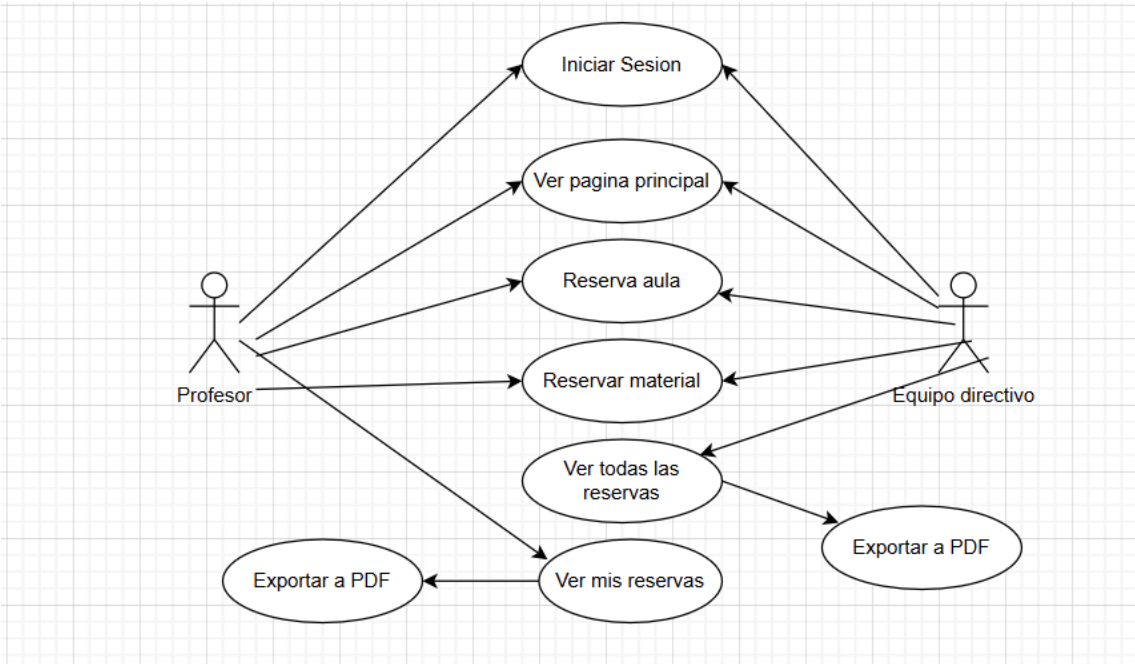 Iniciar Sesion
Ver pagina principal
Reserva aula
Profesor
Reservar material
Equipo directivo
Ver todas las
reservas
Exportar a PDF
Exportar a PDF
Ver mis reservas